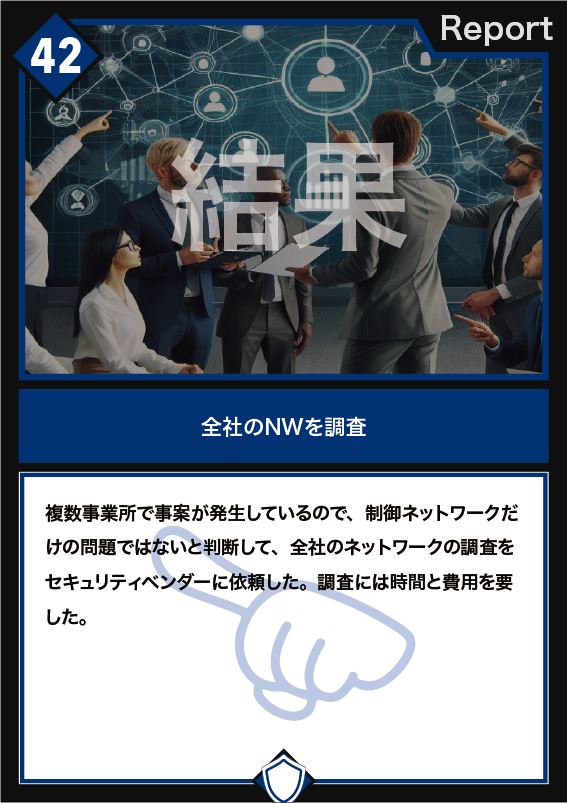 42
Report
結果
全社のNWを調査
複数事業所で事案が発生しているので、制御ネットワークだ
けの問題ではないと判断して、全社のネットワークの調査を
セキュリティベンダーに依頼した。調査には時間と費用を要
した。